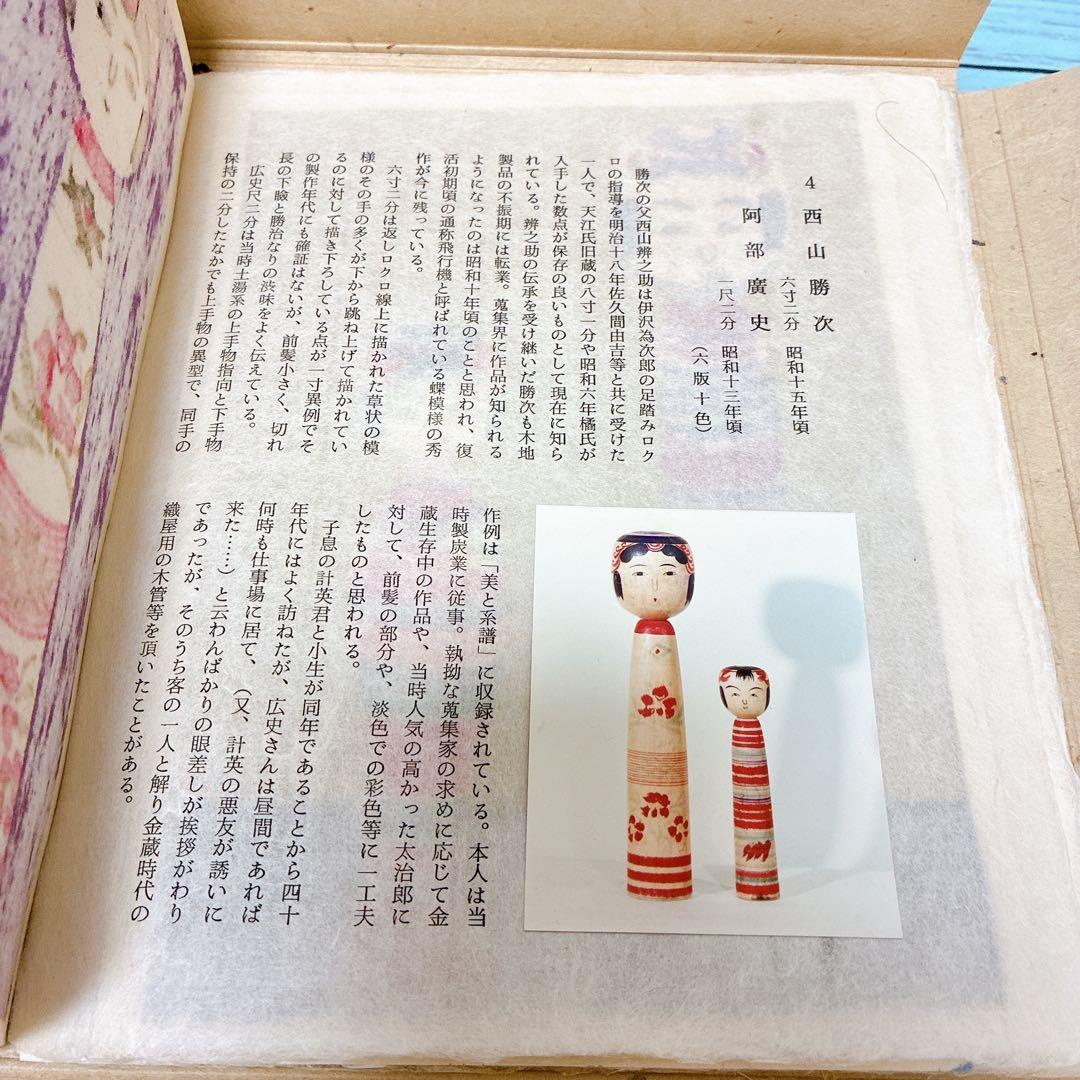 4 西山勝次
六寸二分 昭和十五年頃
阿部廣史
一尺二分 昭和十三年頃
(六版十色)
勝次の父西山辨之助は伊沢為次郎の足踏みロク
ロの指導を明治十八年佐久間由吉等と共に受けた
一人で、天江氏旧蔵の八寸一分や昭和六年橘氏が
入手した数点が保存の良いものとして現在に知ら
れている。辨之助の伝承を受け継いだ勝次も木地
製品の不振期には転業。蒐集界に作品が知られる
ようになったのは昭和十年頃のことと思われ、復
活初期頃の通称飛行機と呼ばれている蝶模様の秀
作が今に残っている。
六寸二分は返しロクロ線上に描かれた草状の模
様のその手の多くが下から跳ね上げて描かれてい
るのに対して描き下ろしている点が一寸異例でそ
の製作年代にも確証はないが、前髪小さく、切れ
長の下瞼と勝治なりの渋味をよく伝えている。
広史尺二分は当時土湯系の上手物指向と下手物
保持の二分したなかでも上手物の異型で、同手の
作例は「美と系譜」に収録されている。本人は当
時製炭業に従事。執拗な蒐集家の求めに応じて金
蔵生存中の作品や、当時人気の高かった太治郎に
対して、前髪の部分や、淡色での彩色等に一工夫
したものと思われる。
子息の計英君と小生が同年であることから四十
年代にはよく訪ねたが、広史さんは昼間であれば
何時も仕事場に居て、(又、計英の悪友が誘いに
来た……)と云わんばかりの眼差しが挨拶がわり
であったが、そのうち客の一人と解り金蔵時代の
織屋用の木管等を頂いたことがある。